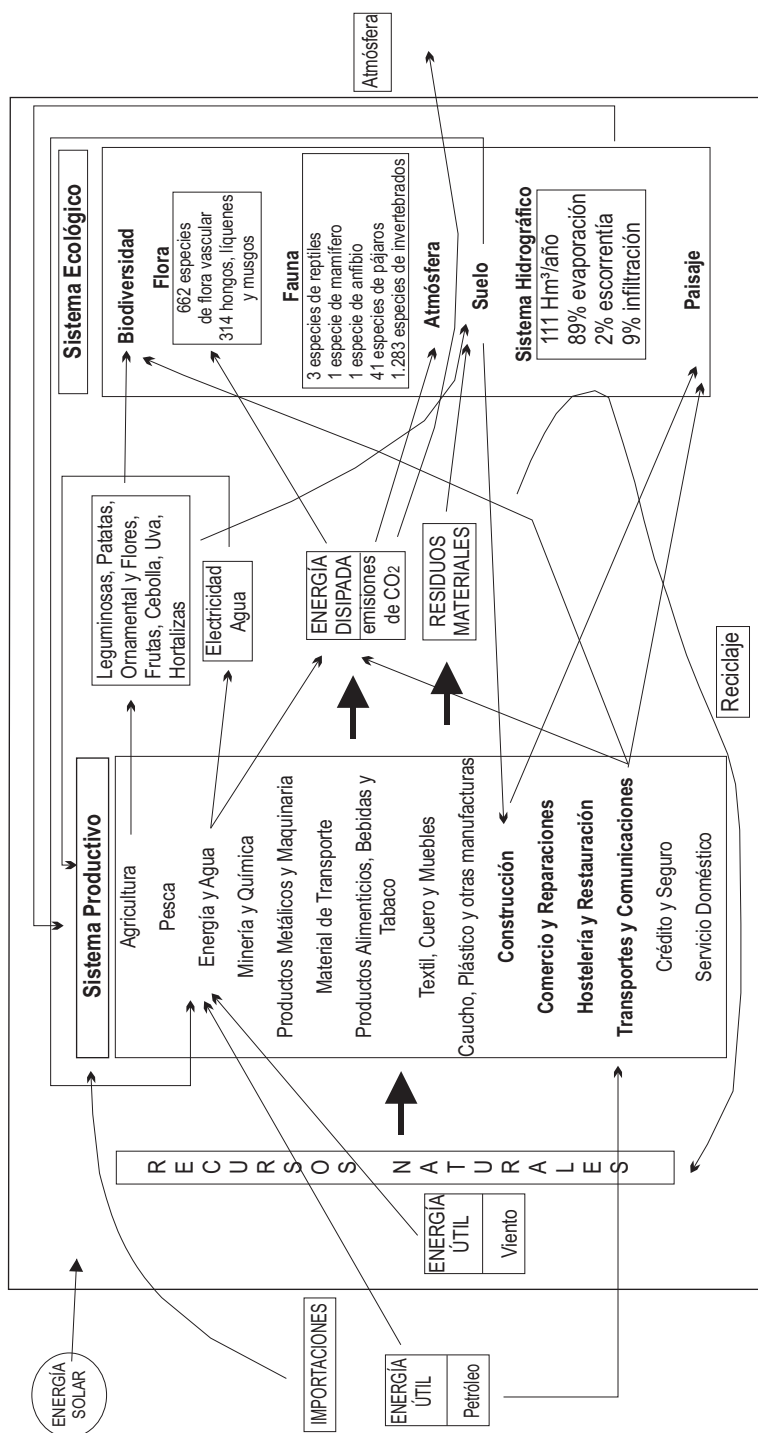 ENERGÍA
SOLAR
IMPORTACIONES
ENERGÍA
ÚTIL
Petróleo
ENERGÍA
ÚTIL
Viento
RECURSOS NATURALES
Sistema Productivo
Agricultura
Pesca
Energía y Agua
Minería y Química
Productos Metálicos y Maquinaria
Material de Transporte
Productos Alimenticios, Bebidas y
Tabaco
Textil, Cuero y Muebles
Caucho, Plástico y otras manufacturas
Construcción
Comercio y Reparaciones
Hostelería y Restauración
Transportes y Comunicaciones
Crédito y Seguro
Servicio Doméstico
Leguminosas, Patatas,
Ornamental y Flores,
Frutas, Cebolla, Uva,
Hortalizas
Electricidad
Agua
ENERGÍA
DISIPADA
emisiones
de CO2
RESIDUOS
MATERIALES
Reciclaje
Sistema Ecológico
Biodiversidad
Flora
662 especies
de flora vascular
314 hongos, líquenes
y musgos
Fauna
3 especies de reptiles
1 especie de mamífero
1 especie de anfibio
41 especies de pájaros
1.283 especies de invertebrados
Atmósfera
Suelo
Sistema Hidrográfico
111 Hm³/año
89% evaporación
2% escorrentía
9% infiltración
Paisaje
Atmósfera